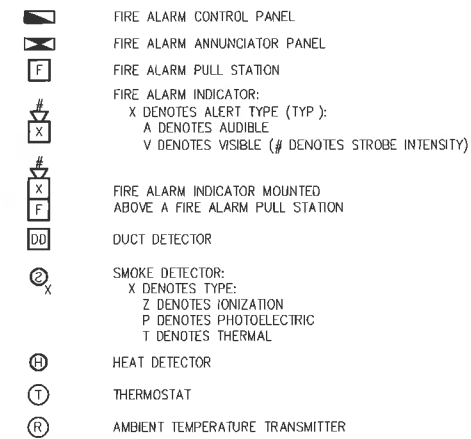 FIRE ALARM CONTROL PANEL
FIRE ALARM ANNUNCIATOR PANEL
F FIRE ALARM PULL STATION
FIRE ALARM INDICATOR:
# X DENOTES ALERT TYPE (TYP ):
X A DENOTES AUDIBLE
V DENOTES VISIBLE (# DENOTES STROBE INTENSITY)
#
X FIRE ALARM INDICATOR MOUNTED
F ABOVE A FIRE ALARM PULL STATION
DD DUCT DETECTOR
2 SMOKE DETECTOR:
X X DENOTES TYPE:
Z DENOTES IONIZATION
P DENOTES PHOTOELECTRIC
T DENOTES THERMAL
H HEAT DETECTOR
T THERMOSTAT
R AMBIENT TEMPERATURE TRANSMITTER